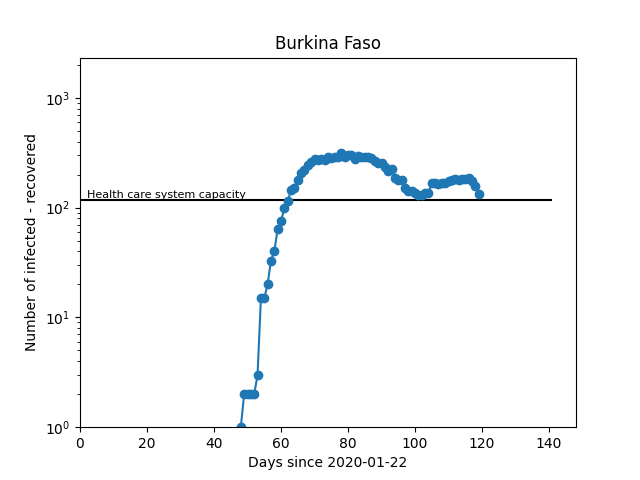 Burkina Faso
Number of infected - recovered
10³
10²
10¹
10⁰
Health care system capacity
0 20 40 60 80 100 120 140
Days since 2020-01-22